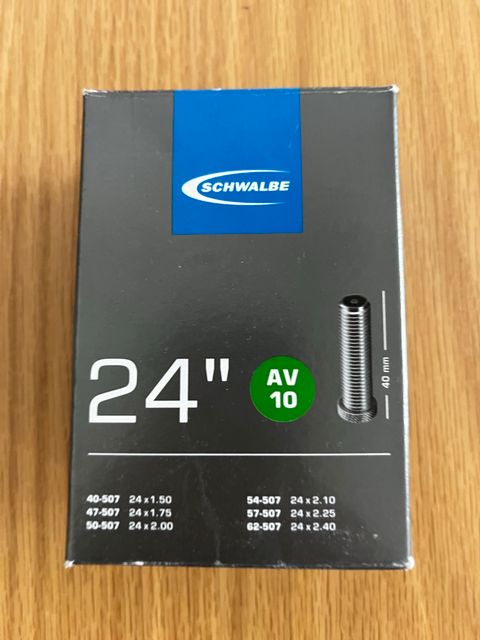 SCHWALBE
24"
AV
10
40 mm
40-507 24 x 1.50
47-507 24 x 1.75
50-507 24 x 2.00
54-507 24 x 2.10
57-507 24 x 2.25
62-507 24 x 2.40